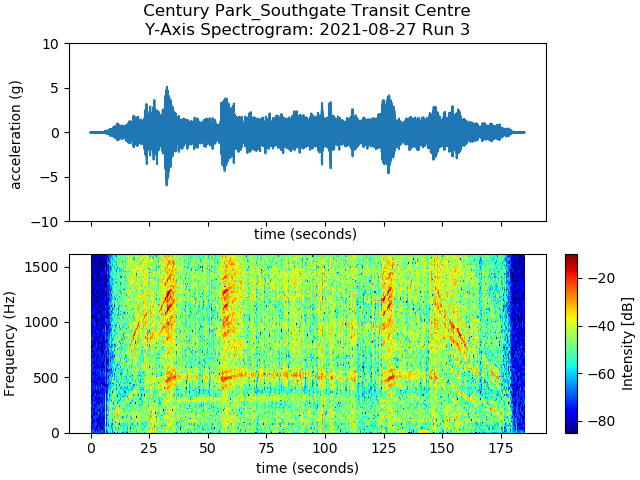 Century Park_Southgate Transit Centre
Y-Axis Spectrogram: 2021-08-27 Run 3
10
5
0
−5
−10
acceleration (g)
time (seconds)
1500
1000
500
0
Frequency (Hz)
0 25 50 75 100 125 150 175
time (seconds)
−20
−40
−60
−80
Intensity [dB]